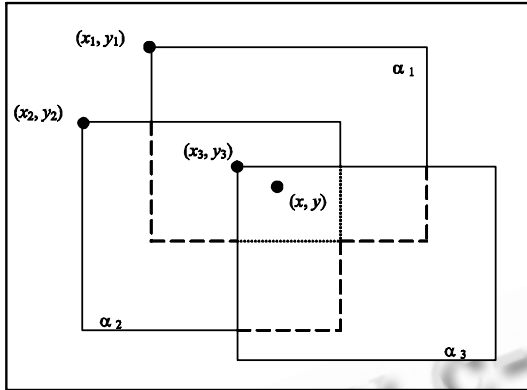 (x1, y1)
α 1
(x2, y2)
(x3, y3)
(x, y)
α 2
α 3